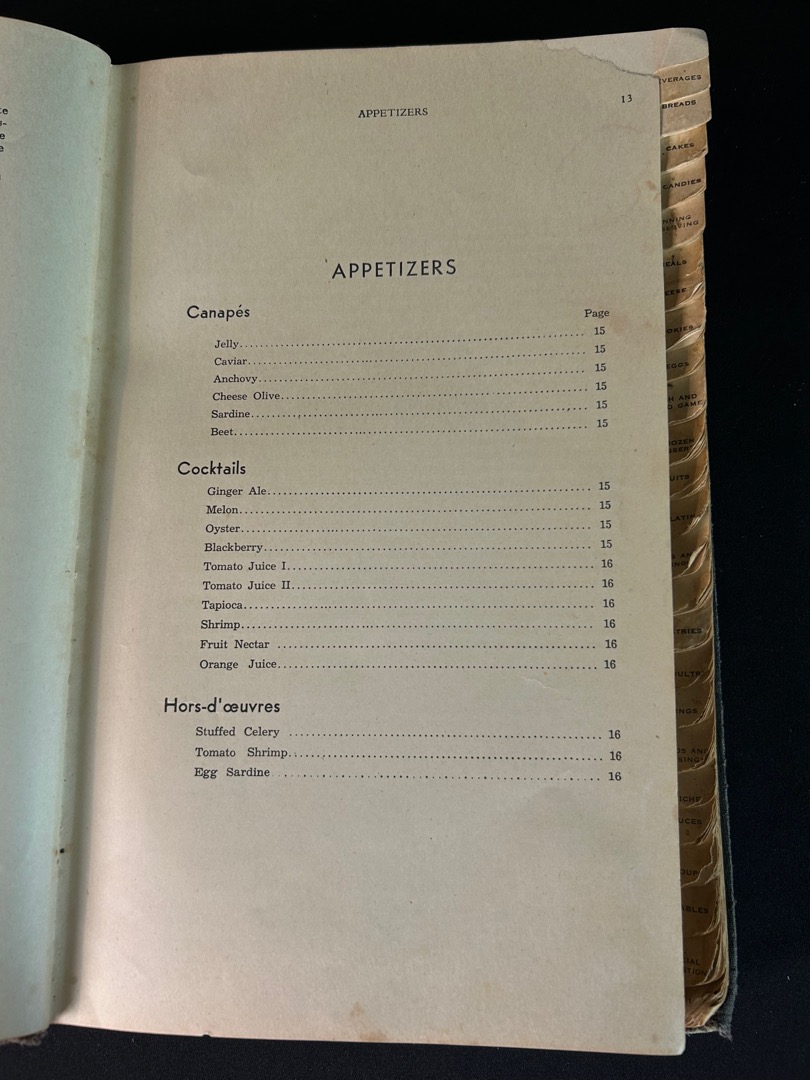 APPETIZERS 13
APPETIZERS
Canapés Page
Jelly 15
Caviar 15
Anchovy 15
Cheese Olive 15
Sardine 15
Beet 15
Cocktails
Ginger Ale 15
Melon 15
Oyster 15
Blackberry 15
Tomato Juice I 16
Tomato Juice II 16
Tapioca 16
Shrimp 16
Fruit Nectar 16
Orange Juice 16
Hors-d'œuvres
Stuffed Celery 16
Tomato Shrimp 16
Egg Sardine 16
BREADS
CAKES
CANDIES